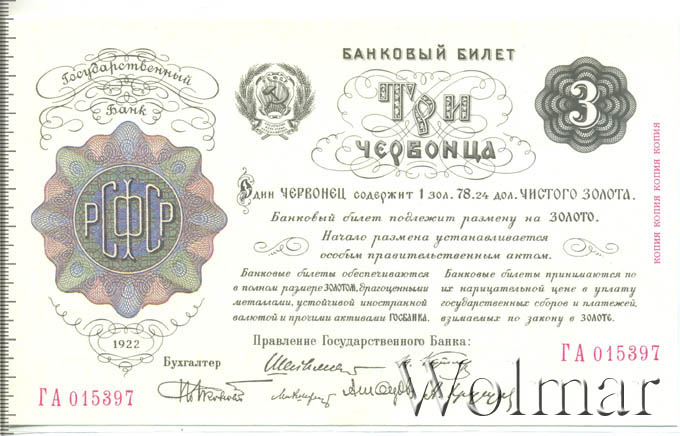 Государственный
Банк
РСФСР
1922
БАНКОВЫЙ БИЛЕТ
ТРИ
ЧЕРВОНЦА
3
Один ЧЕРВОНЕЦ содержит 1 зол. 78.24 дол. ЧИСТОГО ЗОЛОТА.
Банковый билет подлежит размену на ЗОЛОТО.
Начало размена устанавливается
особым правительственным актом.
Банковые билеты обеспечиваются
в полном размере ЗОЛОТОМ, драгоценными
металами, устойчивой иностранной
валютой и прочими активами ГОСБАНКА.
Банковые билеты принимаются по
их нарицательной цене в уплату
государственных сборов и платежей,
взимаемых по закону в ЗОЛОТЕ.
Правление Государственного Банка:
Бухгалтер
ГА 015397
ГА 015397
КОПИЯ КОПИЯ КОПИЯ КОПИЯ
Wolmar